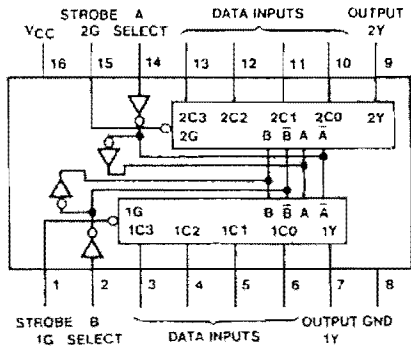 STROBE A DATA INPUTS OUTPUT
VCC 2G SELECT 2Y
16 15 14 13 12 11 10 9
2C3 2C2 2C1 2C0 2Y
2G B B̅ A A̅
1G B B̅ A A̅
1C3 1C2 1C1 1C0 1Y
1 2 3 4 5 6 7 8
STROBE B DATA INPUTS OUTPUT GND
1G SELECT 1Y